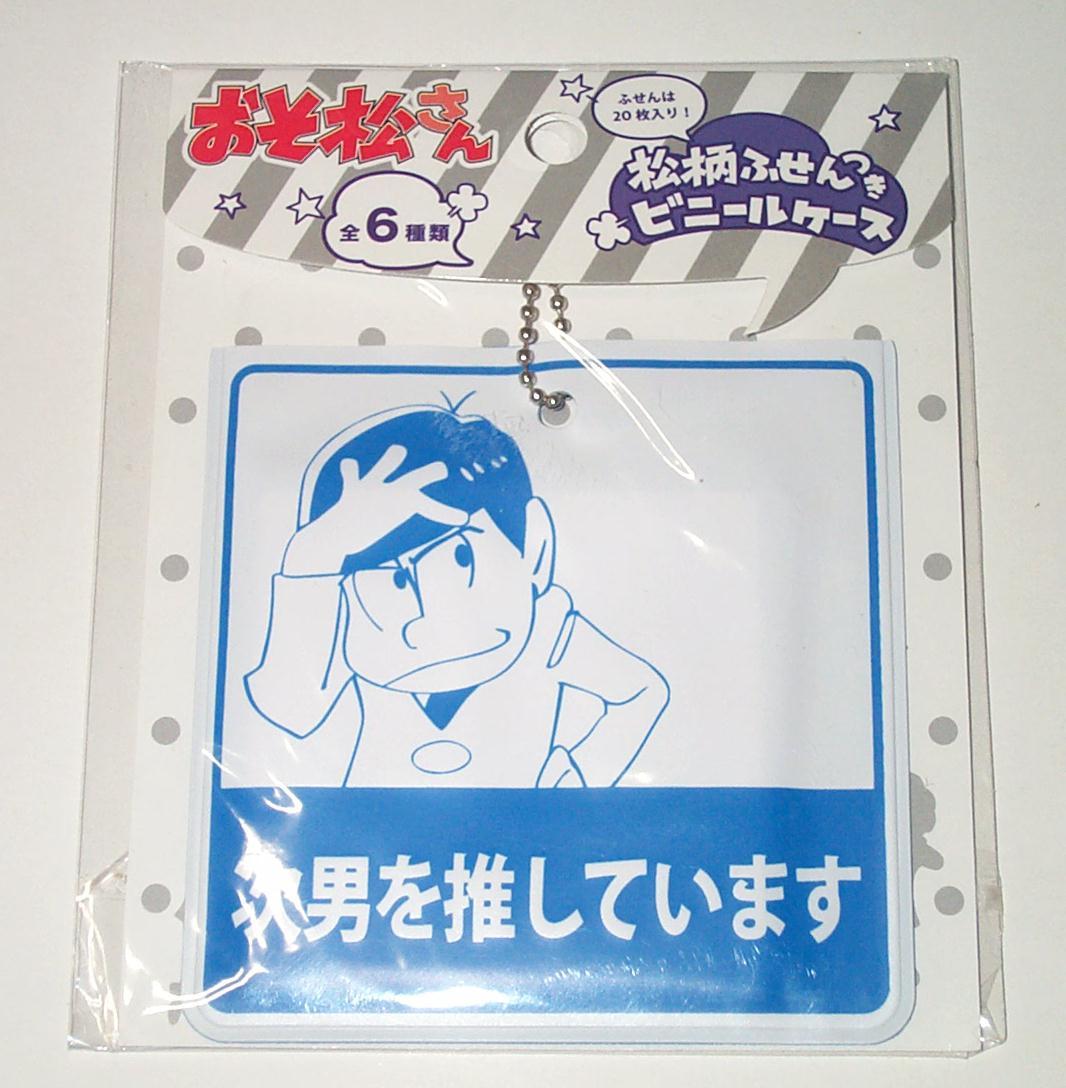 おそ松さん
全6種類
ふせんは
20枚入り！
松柄ふせんつき
ビニールケース
次男を推しています